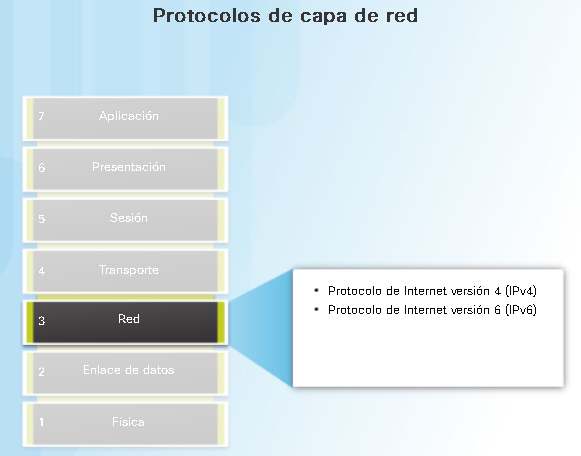 Protocolos de capa de red
7 Aplicación
6 Presentación
5 Sesión
4 Transporte
3 Red
• Protocolo de Internet versión 4 (IPv4)
• Protocolo de Internet versión 6 (IPv6)
2 Enlace de datos
1 Física